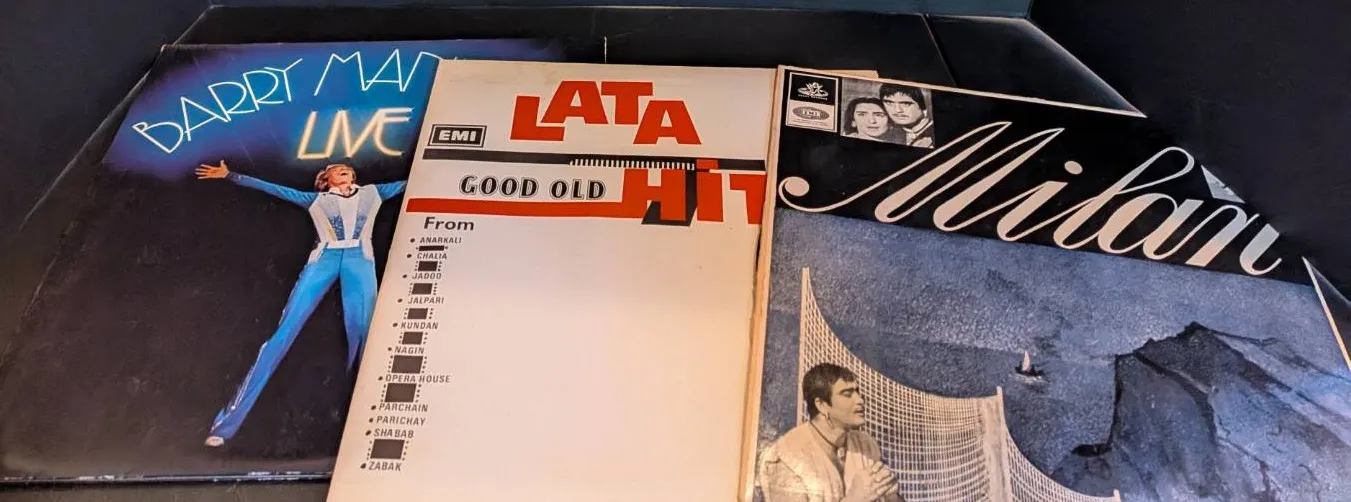 BARRY MAN
LIVE
LATA
EMI
GOOD OLD HIT
From
• ANARKALI
• CHALIA
• JADOO
• JALPARI
• KUNDAN
• NAGIN
• OPERA HOUSE
• PARCHAIN
• PARICHAY
• SHABAB
• ZABAK
Milan